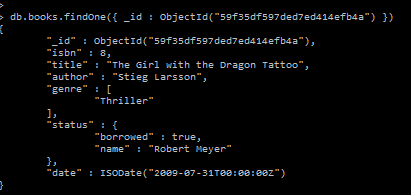 >
> db.books.findOne({ _id : ObjectId("59f35df597ded7ed414efb4a") })
{
        "_id" : ObjectId("59f35df597ded7ed414efb4a"),
        "isbn" : 8,
        "title" : "The Girl with the Dragon Tattoo",
        "author" : "Stieg Larsson",
        "genre" : [
                "Thriller"
        ],
        "status" : {
                "borrowed" : true,
                "name" : "Robert Meyer"
        },
        "date" : ISODate("2009-07-31T00:00:00Z")
}